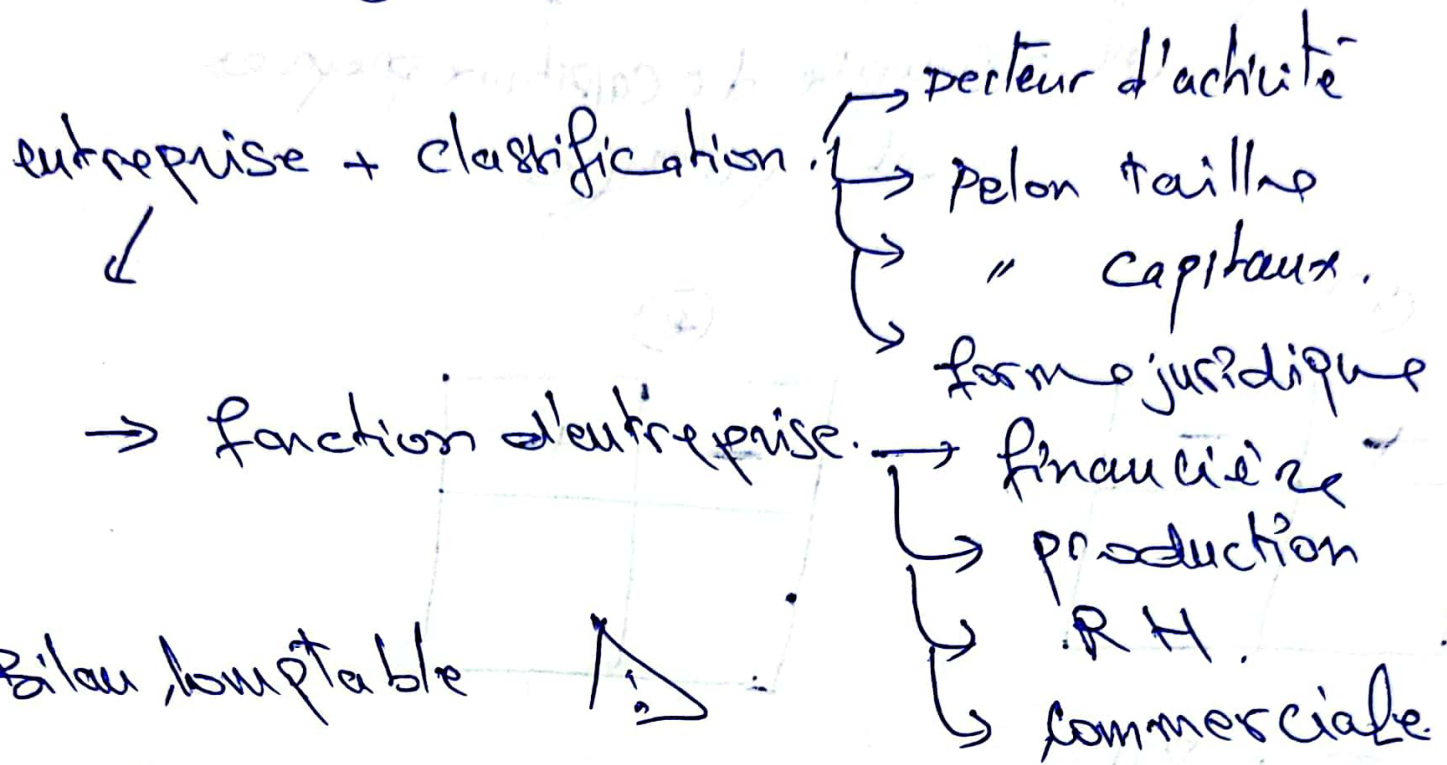 entreprise + classification.
→ secteur d'activité
→ selon taille
→ " capitaux.
→ forme juridique
→ fonction d'entreprise.
→ financière
→ production
→ RH.
→ commerciale.
Bilan comptable